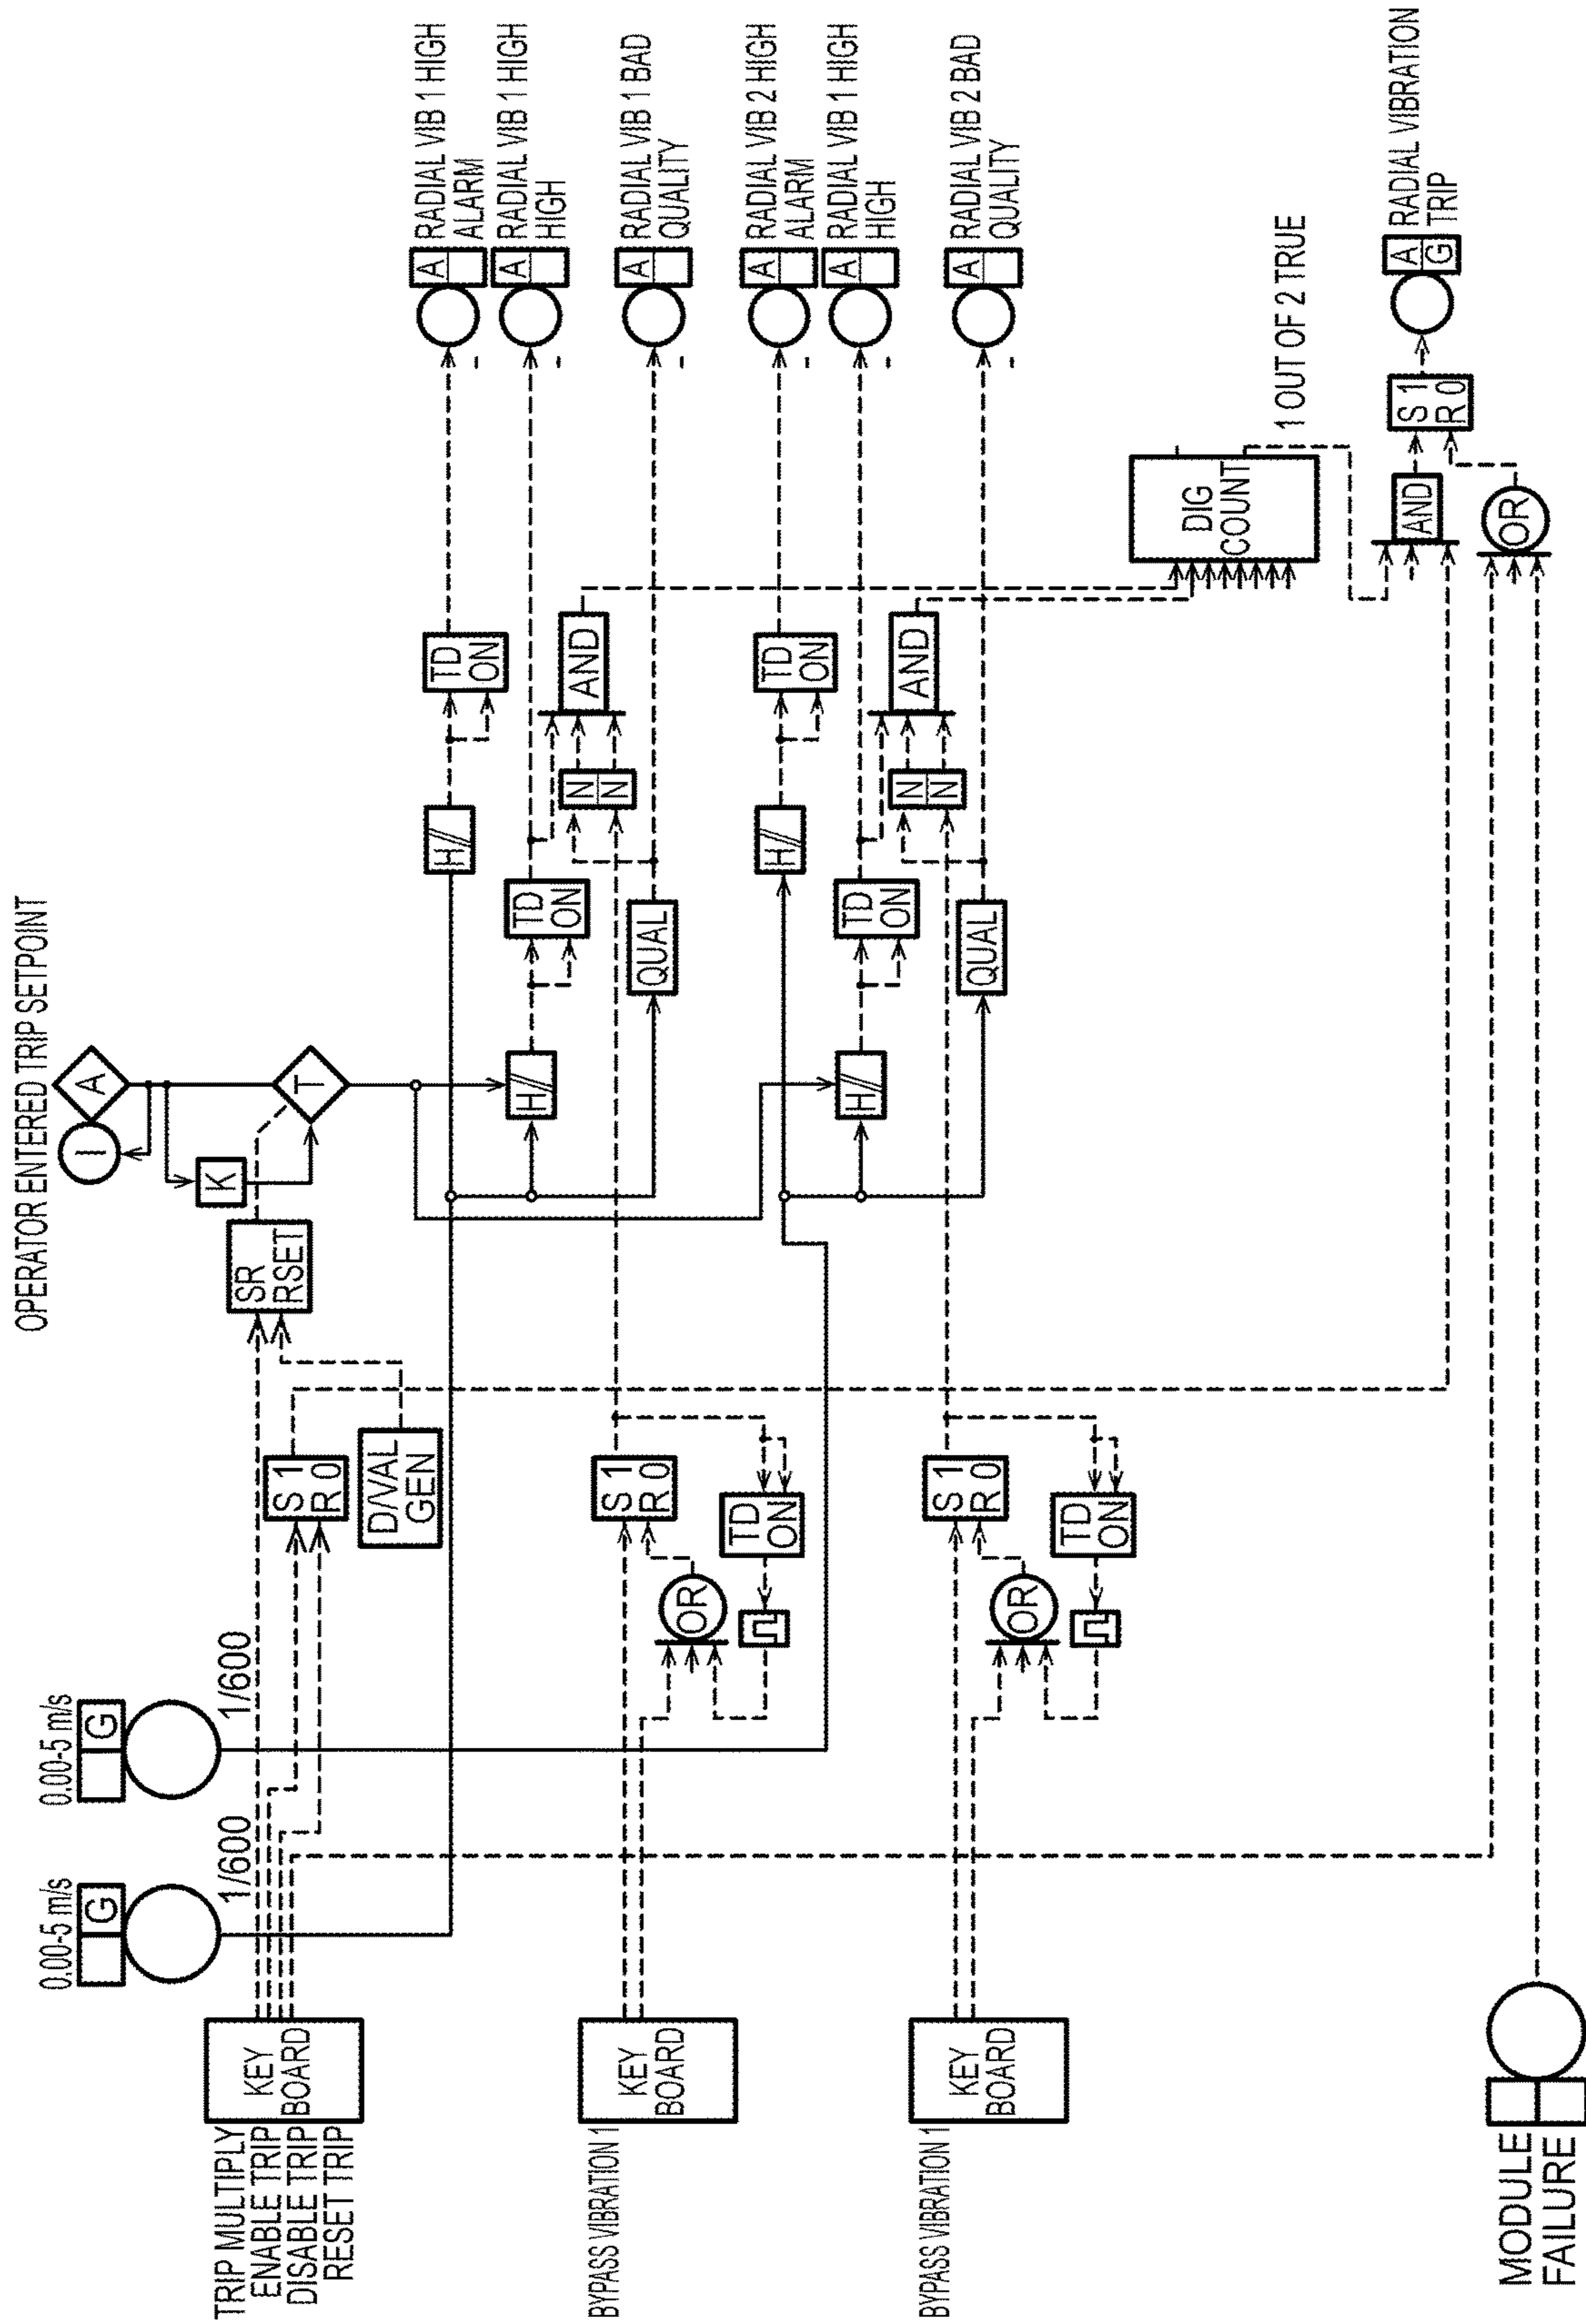 OPERATOR ENTERED TRIP SETPOINT
A
I
K
T
0.00-5 m/s
G
1/600
0.00-5 m/s
G
1/600
TRIP MULTIPLY
ENABLE TRIP
DISABLE TRIP
RESET TRIP
KEY
BOARD
S 1
R 0
D/VAL
GEN
SR
RSET
H//
TD
ON
A
RADIAL VIB 1 HIGH
ALARM
H//
TD
ON
A
RADIAL VIB 1 HIGH
HIGH
N
N
AND
QUAL
A
RADIAL VIB 1 BAD
QUALITY
BYPASS VIBRATION 1
KEY
BOARD
OR
S 1
R 0
TD
ON
H//
TD
ON
A
RADIAL VIB 2 HIGH
ALARM
H//
TD
ON
A
RADIAL VIB 1 HIGH
HIGH
N
N
AND
QUAL
A
RADIAL VIB 2 BAD
QUALITY
BYPASS VIBRATION 1
KEY
BOARD
OR
S 1
R 0
TD
ON
DIG
COUNT
1 OUT OF 2 TRUE
AND
OR
S 1
R 0
A
G
RADIAL VIBRATION
TRIP
MODULE
FAILURE